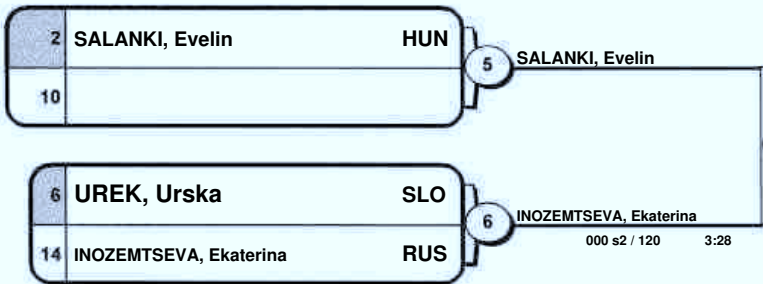 2 SALANKI, Evelin HUN
5 SALANKI, Evelin
10
6 UREK, Urska SLO
6 INOZEMTSEVA, Ekaterina
000 s2 / 120 3:28
14 INOZEMTSEVA, Ekaterina RUS